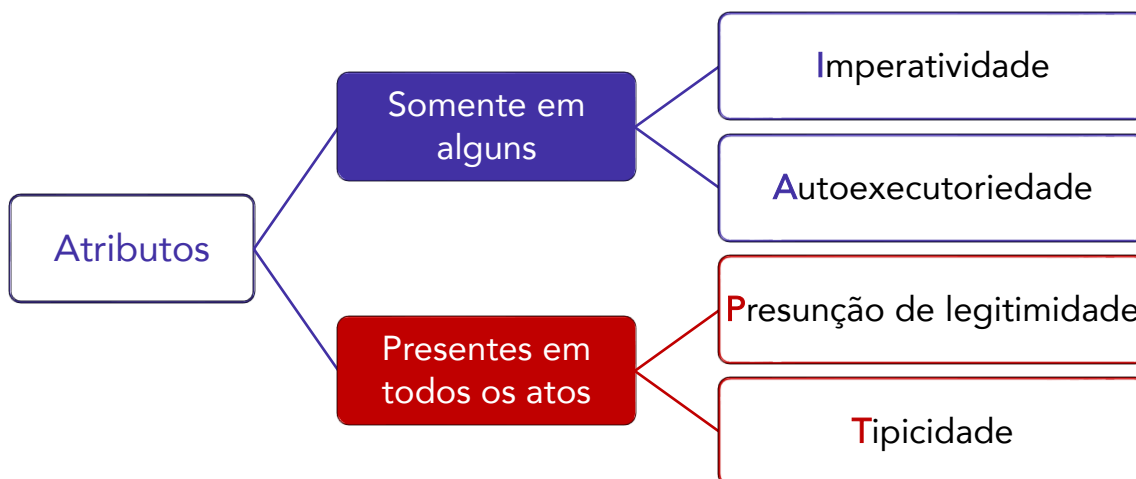 Atributos
Somente em
alguns
Imperatividade
Autoexecutoriedade
Presentes em
todos os atos
Presunção de legitimidade
Tipicidade